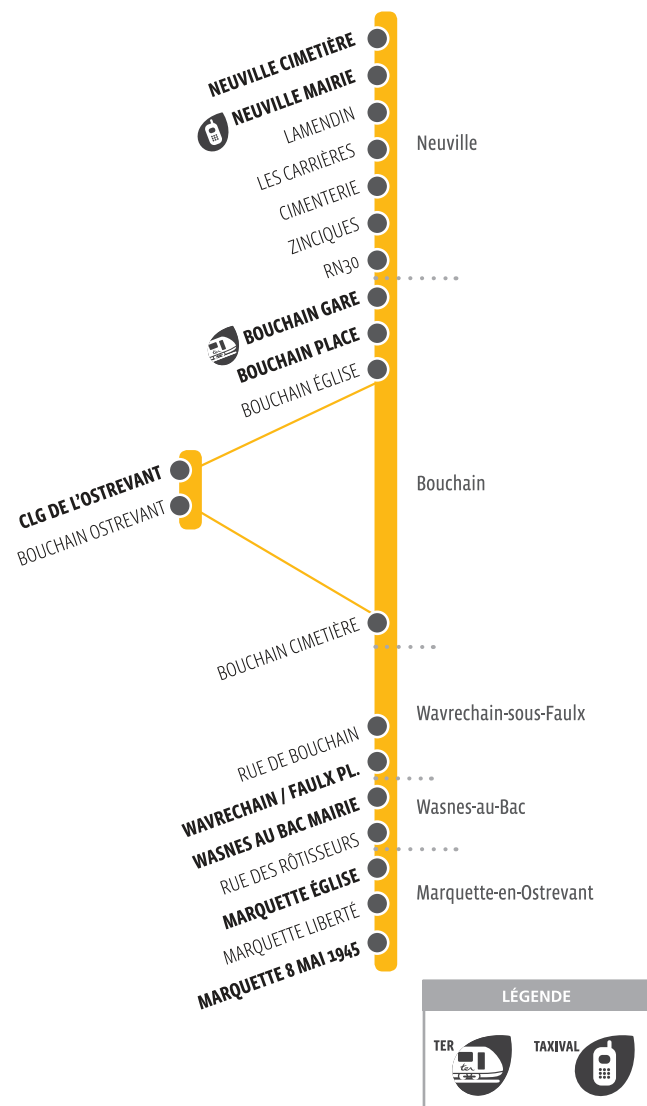 NEUVILLE CIMETIÈRE
NEUVILLE MAIRIE
LAMENDIN
Neuville
LES CARRIÈRES
CIMENTERIE
ZINCIQUES
RN30
BOUCHAIN GARE
ter
BOUCHAIN PLACE
BOUCHAIN ÉGLISE
CLG DE L'OSTREVANT
Bouchain
BOUCHAIN OSTREVANT
BOUCHAIN CIMETIÈRE
Wavrechain-sous-Faulx
RUE DE BOUCHAIN
WAVRECHAIN / FAULX PL.
WASNES AU BAC MAIRIE
Wasnes-au-Bac
RUE DES RÔTISSEURS
MARQUETTE ÉGLISE
Marquette-en-Ostrevant
MARQUETTE LIBERTÉ
MARQUETTE 8 MAI 1945
LÉGENDE
TER
ter
TAXIVAL